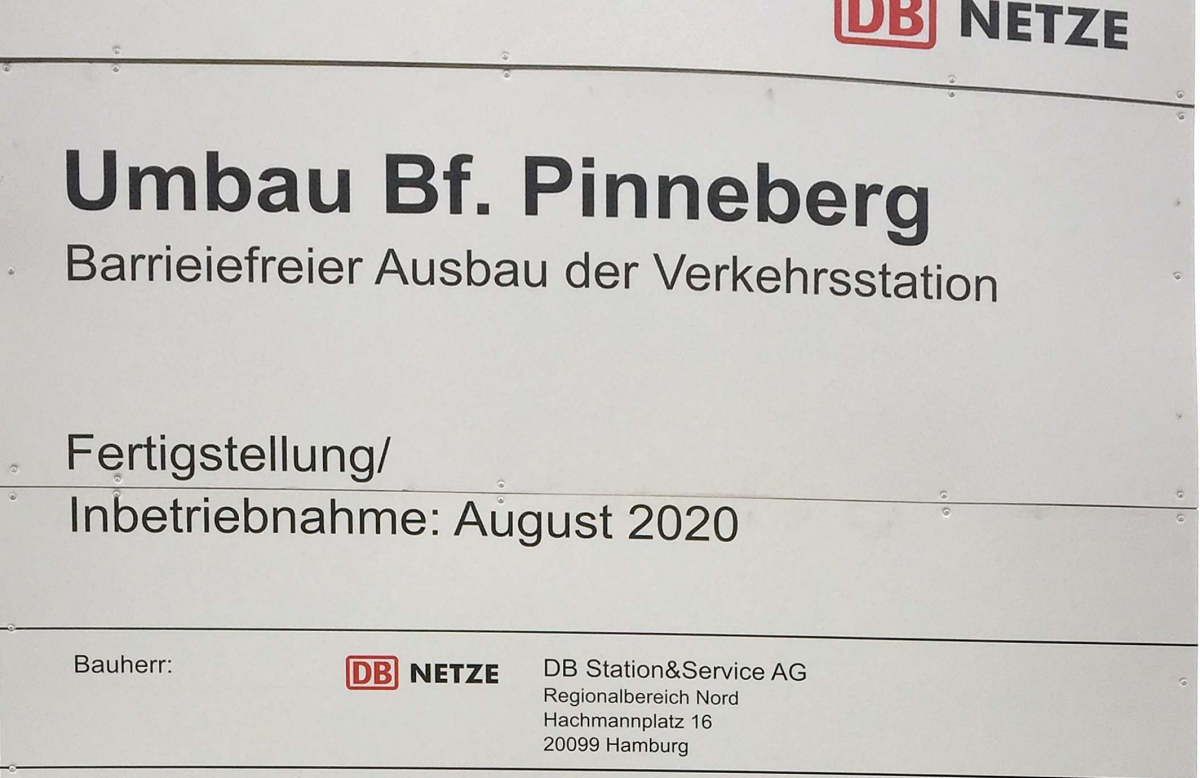 DB NETZE
Umbau Bf. Pinneberg
Barrieiefreier Ausbau der Verkehrsstation
Fertigstellung/
Inbetriebnahme: August 2020
Bauherr:
DB NETZE
DB Station&Service AG
Regionalbereich Nord
Hachmannplatz 16
20099 Hamburg